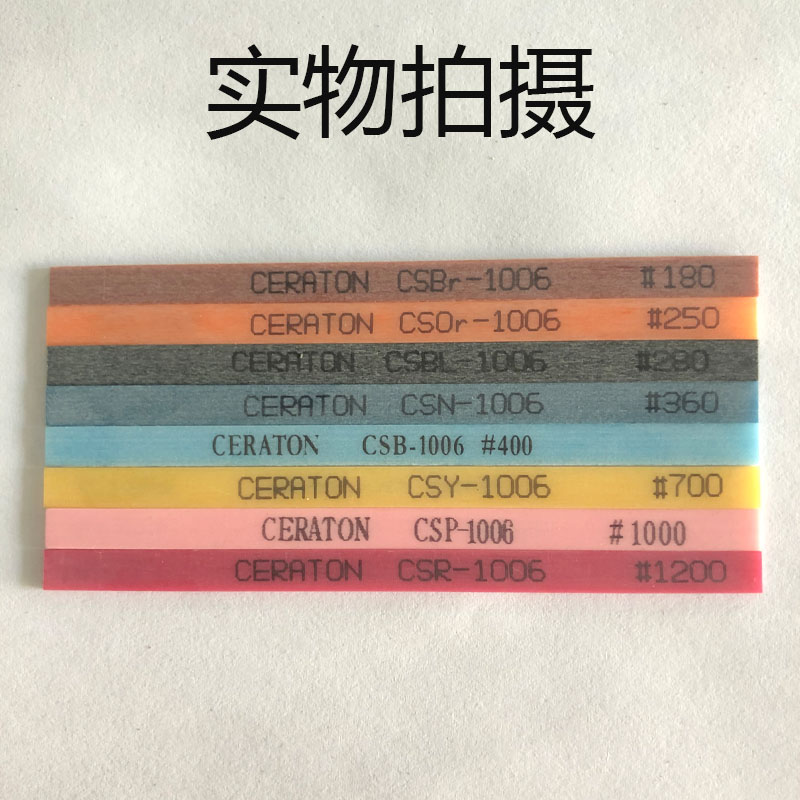 实物拍摄
CERATON CSBr-1006 #180
CERATON CSOr-1006 #250
CERATON CSBL-1006 #280
CERATON CSN-1006 #360
CERATON CSB-1006 #400
CERATON CSY-1006 #700
CERATON CSP-1006 #1000
CERATON CSR-1006 #1200